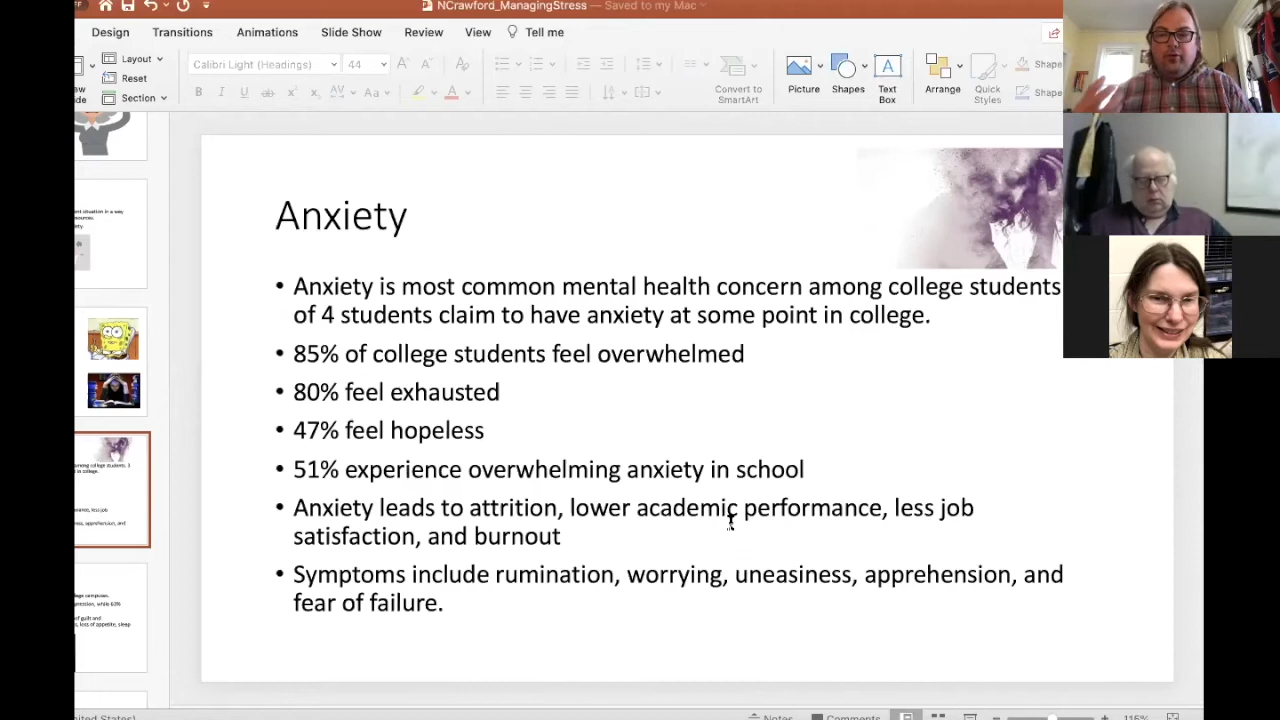 NCrawford_ManagingStress — Saved to my Mac
Design Transitions Animations Slide Show Review View Tell me
Layout
Reset
Section
Calibri Light (Headings) 44
Convert to
SmartArt
Picture
Shapes
Text
Box
Arrange
Quick
Styles
Shape
Shape
Anxiety
• Anxiety is most common mental health concern among college students
of 4 students claim to have anxiety at some point in college.
• 85% of college students feel overwhelmed
• 80% feel exhausted
• 47% feel hopeless
• 51% experience overwhelming anxiety in school
• Anxiety leads to attrition, lower academic performance, less job
satisfaction, and burnout
• Symptoms include rumination, worrying, uneasiness, apprehension, and
fear of failure.
Notes Comments 116%